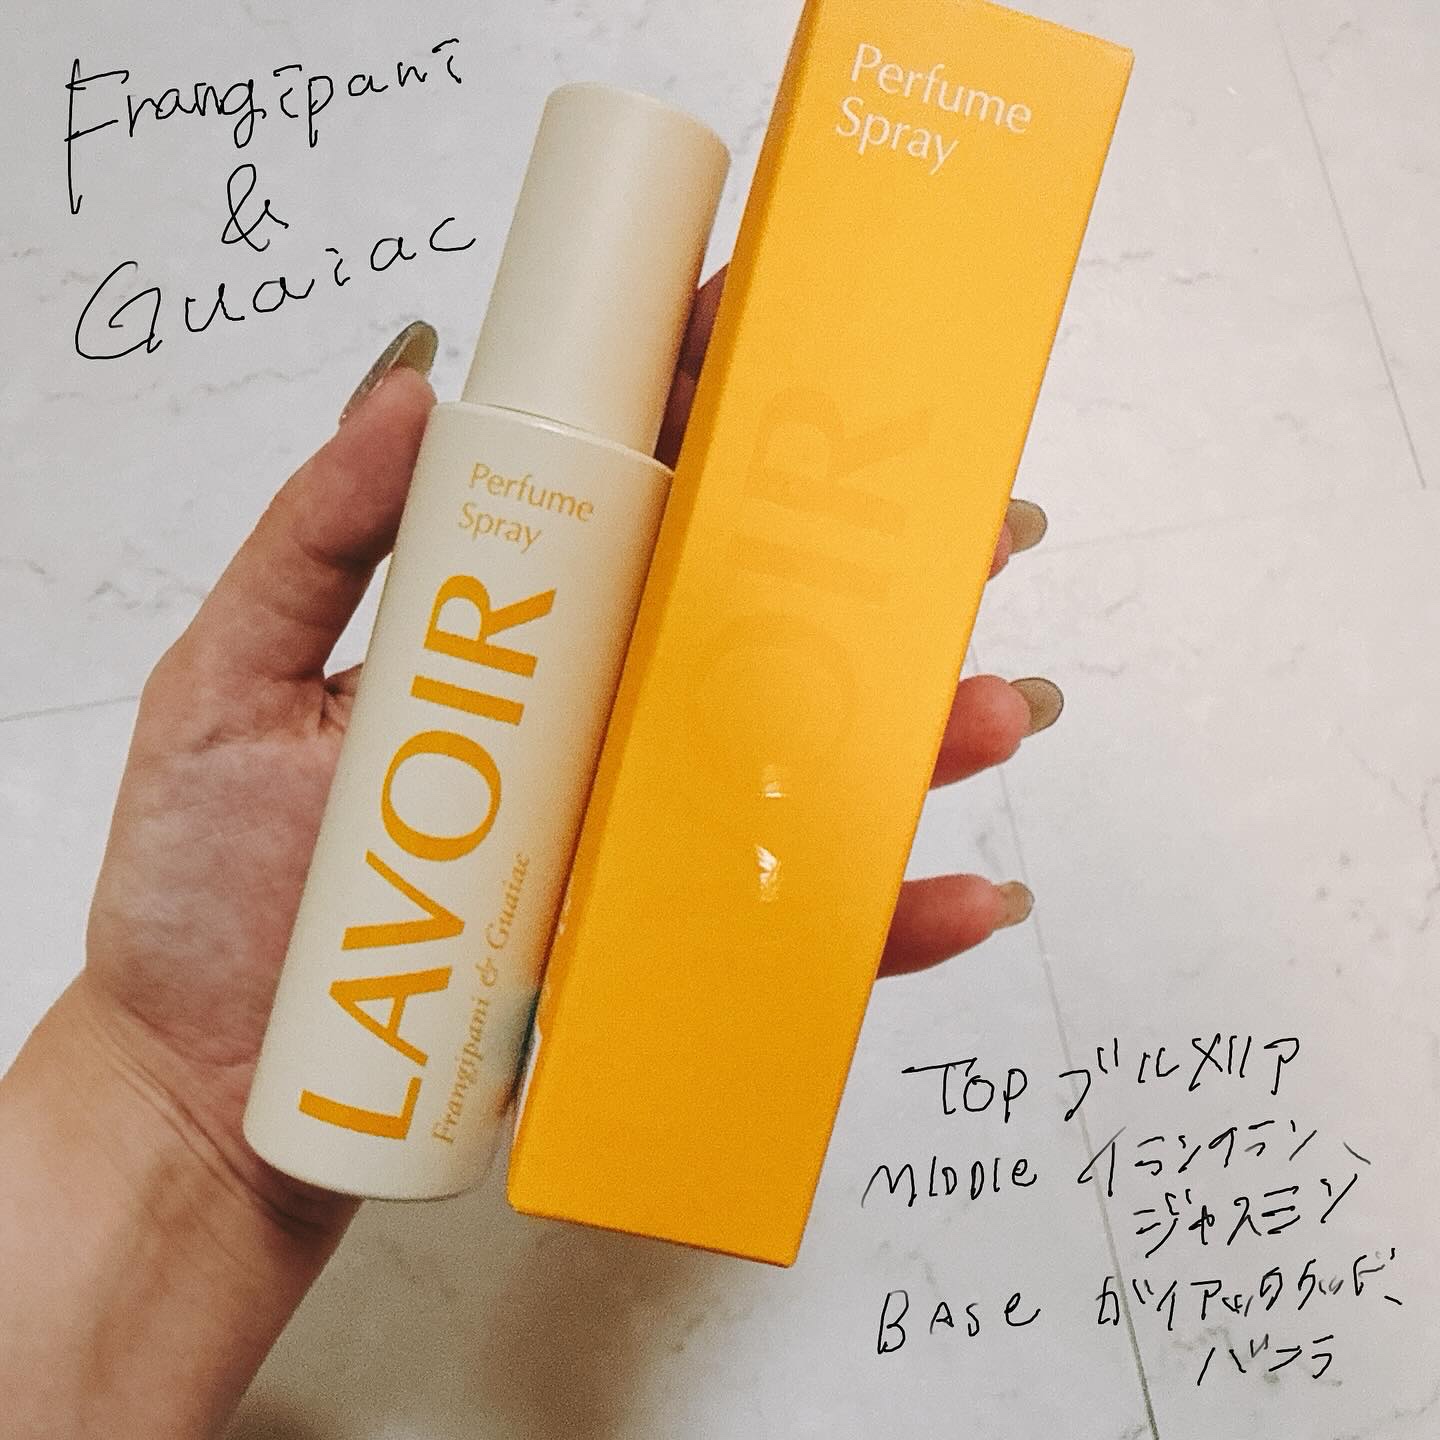 Frangipani
&
Guaiac
Perfume
Spray
Perfume
Spray
LAVOIR
Frangipani & Guaiac
OIR
TOP ブルメリア
MIDDLe イランイラン、
ジャスミン
BASe ガイアックウッド、
バニラ